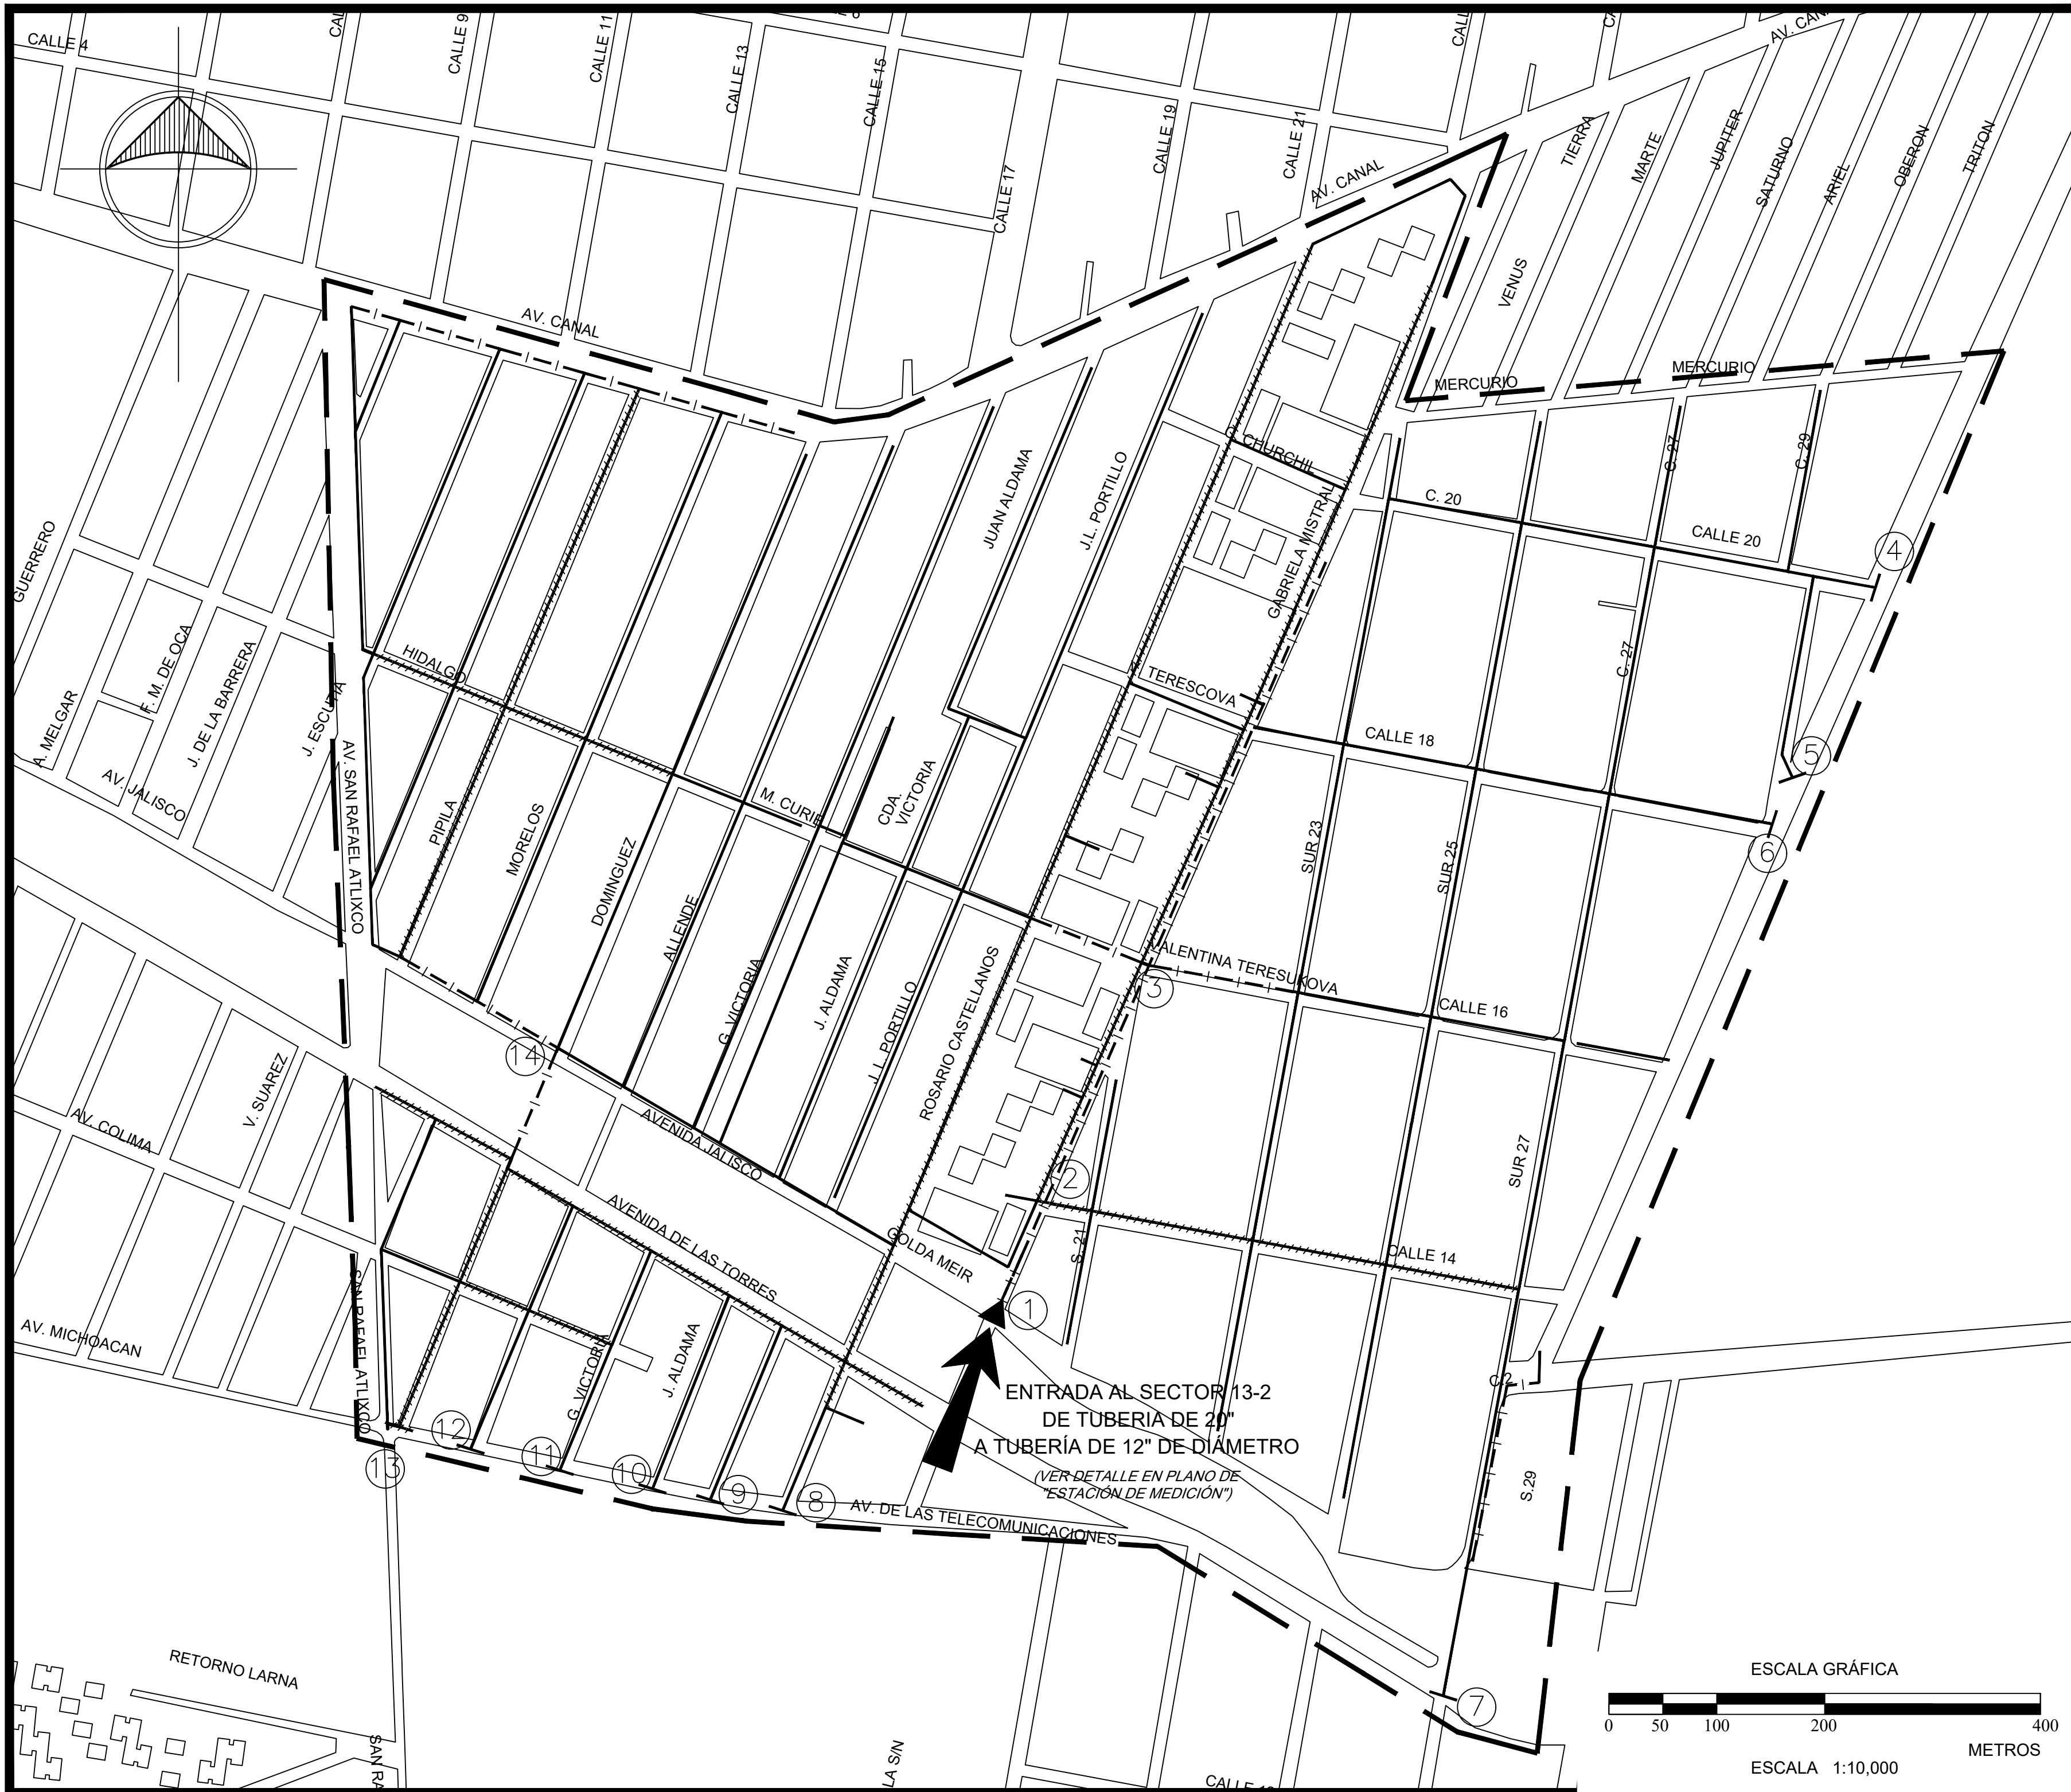 CALLE 4
CALLE 9
CALLE 11
CALLE 13
CALLE 15
CALLE 17
CALLE 19
CALLE 21
AV. CANAL
TIERRA
MARTE
JUPITER
SATURNO
ARIEL
OBERON
TRITON
VENUS
AV. CANAL
MERCURIO
MERCURIO
CHURCHIL
C. 27
C. 29
C. 20
CALLE 20
4
GUERRERO
JUAN ALDAMA
J.L. PORTILLO
GABRIELA MISTRAL
F. M. DE OCA
J. DE LA BARRERA
J. ESCUTIA
A. MELGAR
AV. JALISCO
HIDALGO
TERESCOVA
CALLE 18
C. 27
5
6
AV. SAN RAFAEL ATLIXCO
PIPILA
MORELOS
DOMINGUEZ
ALLENDE
M. CURIE
CDA.
VICTORIA
SUR 23
SUR 25
G. VICTORIA
J. ALDAMA
J. L. PORTILLO
ROSARIO CASTELLANOS
VALENTINA TERESUKOVA
3
CALLE 16
14
V. SUAREZ
AV. COLIMA
AVENIDA JALISCO
2
SUR 27
AVENIDA DE LAS TORRES
GOLDA MEIR
S. 21
CALLE 14
1
AV. MICHOACAN
SAN RAFAEL ATLIXCO
G. VICTORIA
J. ALDAMA
C.2
ENTRADA AL SECTOR 13-2
DE TUBERIA DE 20"
A TUBERÍA DE 12" DE DIÁMETRO
(VER DETALLE EN PLANO DE
"ESTACIÓN DE MEDICIÓN")
S.29
12
13
11
10
9
8
AV. DE LAS TELECOMUNICACIONES
7
RETORNO LARNA
ESCALA GRÁFICA
0 50 100 200 400
METROS
ESCALA 1:10,000